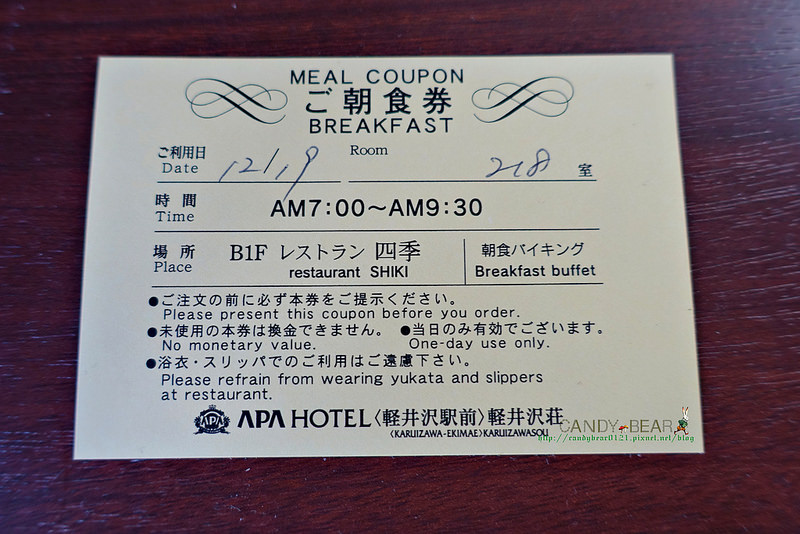 MEAL COUPON
ご朝食券
BREAKFAST
ご利用日 Room
Date 12/19 218 室
時間
Time AM7:00〜AM9:30
場所 B1F レストラン 四季 朝食バイキング
Place restaurant SHIKI Breakfast buffet
●ご注文の前に必ず本券をご提示ください。
Please present this coupon before you order.
●未使用の本券は換金できません。 ●当日のみ有効でございます。
No monetary value. One-day use only.
●浴衣・スリッパでのご利用はご遠慮下さい。
Please refrain from wearing yukata and slippers
at restaurant.
APA APA HOTEL〈軽井沢駅前〉軽井沢荘
〈KARUIZAWA-EKIMAE〉KARUIZAWASOU
CANDY BEAR
http://candybear0121.pixnet.net/blog